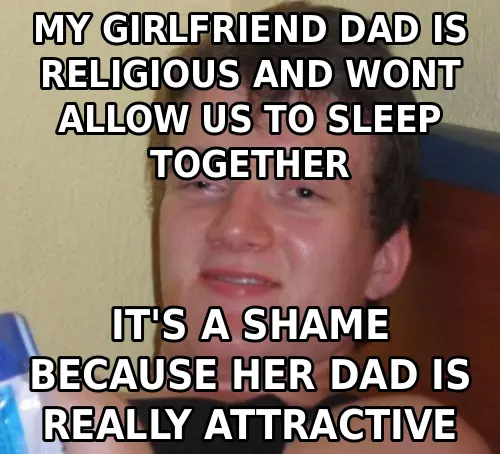 MY GIRLFRIEND DAD IS
RELIGIOUS AND WONT
ALLOW US TO SLEEP
TOGETHER
IT'S A SHAME
BECAUSE HER DAD IS
REALLY ATTRACTIVE